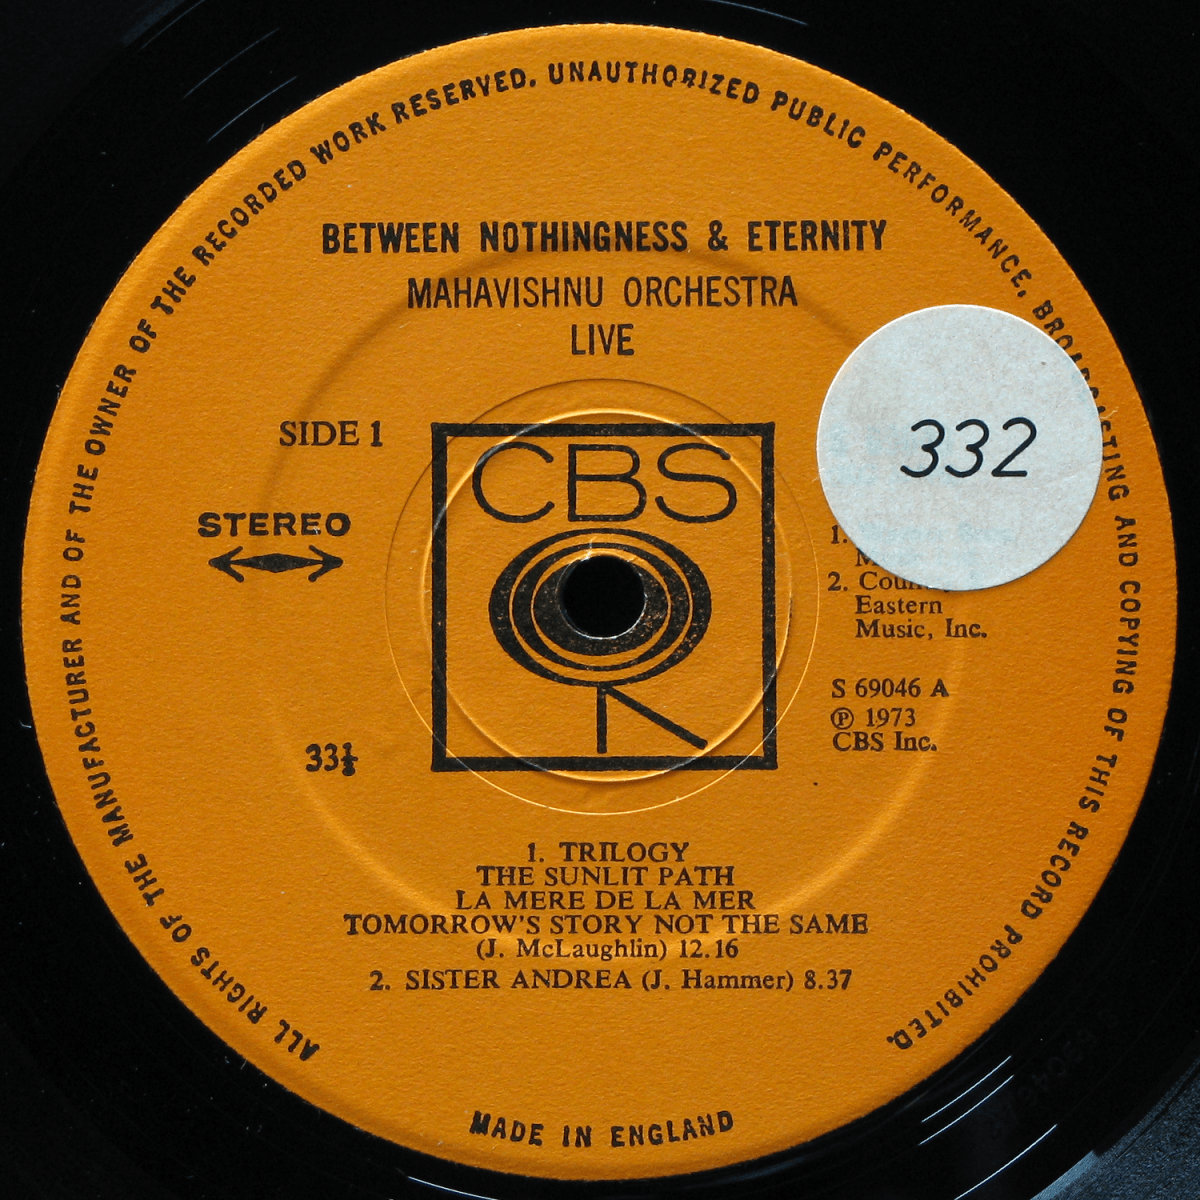 ALL RIGHTS OF THE MANUFACTURER AND OF THE OWNER OF THE RECORDED WORK RESERVED. UNAUTHORIZED PUBLIC PERFORMANCE, BROADCASTING AND COPYING OF THIS RECORD PROHIBITED.
BETWEEN NOTHINGNESS & ETERNITY
MAHAVISHNU ORCHESTRA
LIVE
SIDE 1
CBS
332
STEREO
1.
2.
Eastern
Music, Inc.
S 69046 A
℗ 1973
CBS Inc.
33⅓
1. TRILOGY
THE SUNLIT PATH
LA MERE DE LA MER
TOMORROW'S STORY NOT THE SAME
(J. McLaughlin) 12.16
2. SISTER ANDREA (J. Hammer) 8.37
MADE IN ENGLAND